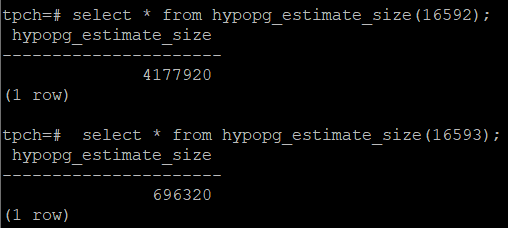 tpch=# select * from hypopg_estimate_size(16592);
 hypopg_estimate_size
----------------------
              4177920
(1 row)

tpch=#  select * from hypopg_estimate_size(16593);
 hypopg_estimate_size
----------------------
               696320
(1 row)